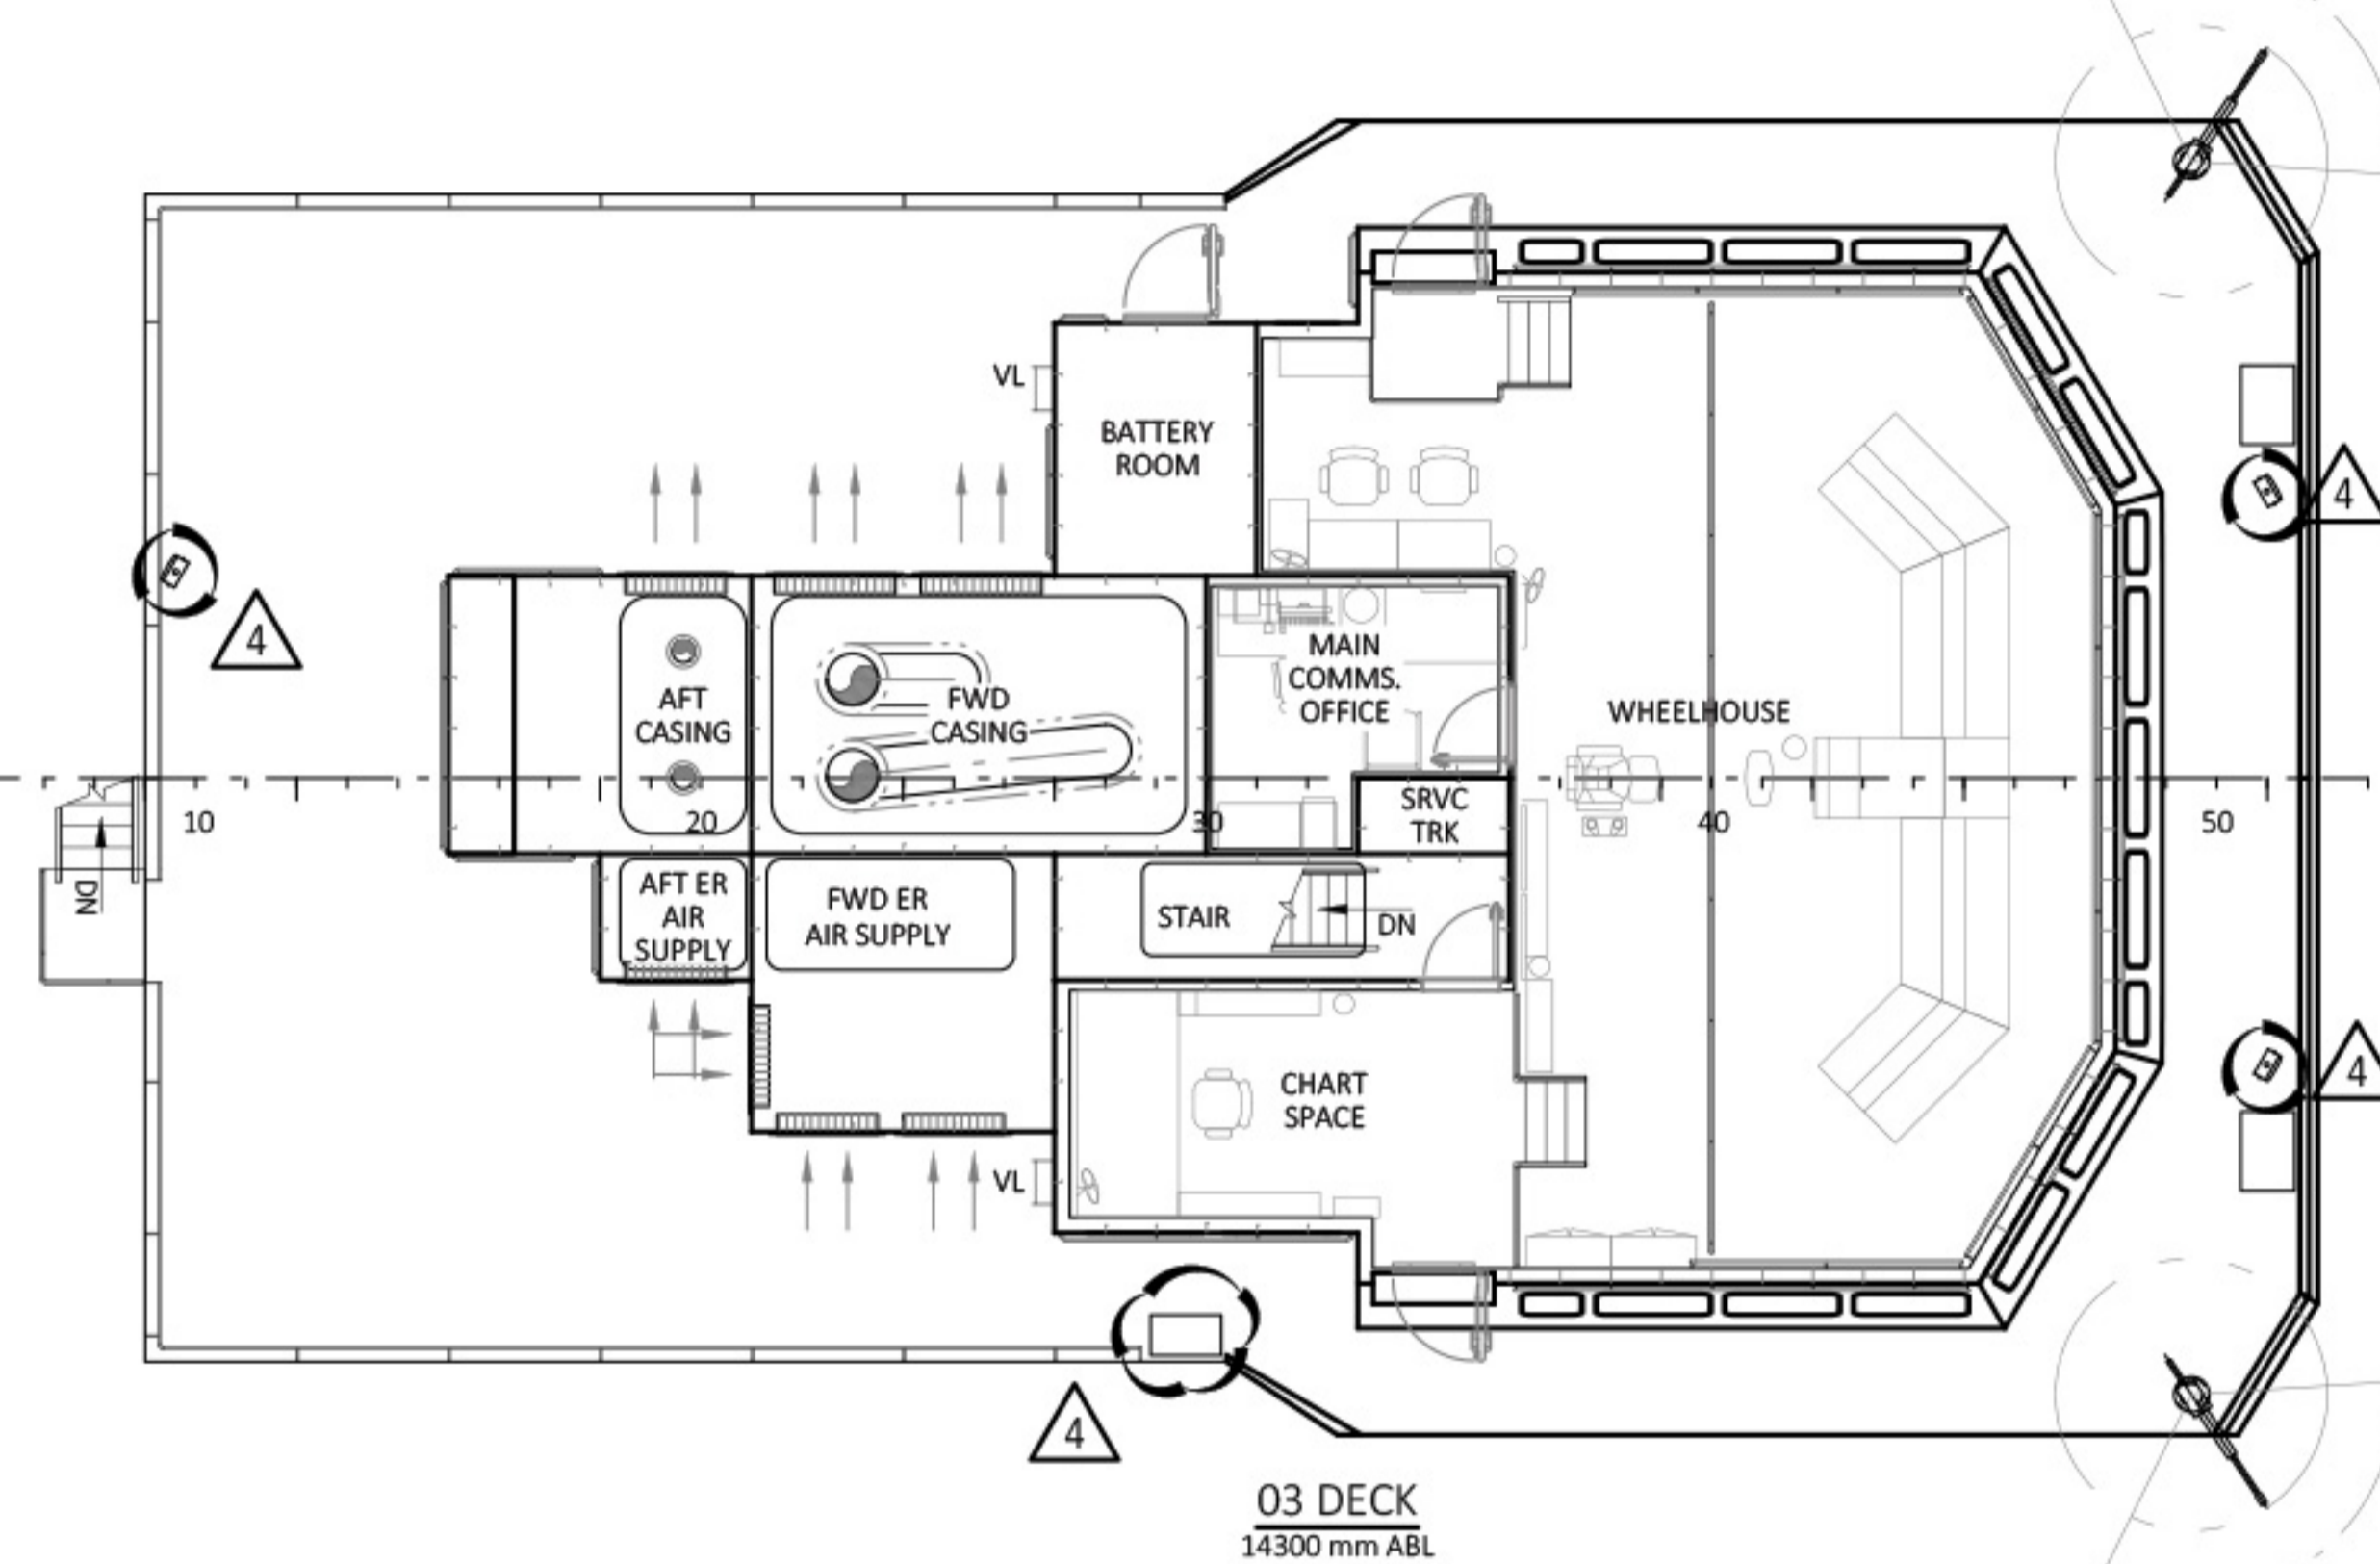 VL
BATTERY
ROOM
4
4
MAIN
COMMS.
OFFICE
AFT
CASING
FWD
CASING
WHEELHOUSE
SRVC
TRK
10
20
30
40
50
DN
AFT ER
AIR
SUPPLY
FWD ER
AIR SUPPLY
STAIR
DN
4
CHART
SPACE
VL
4
03 DECK
14300 mm ABL